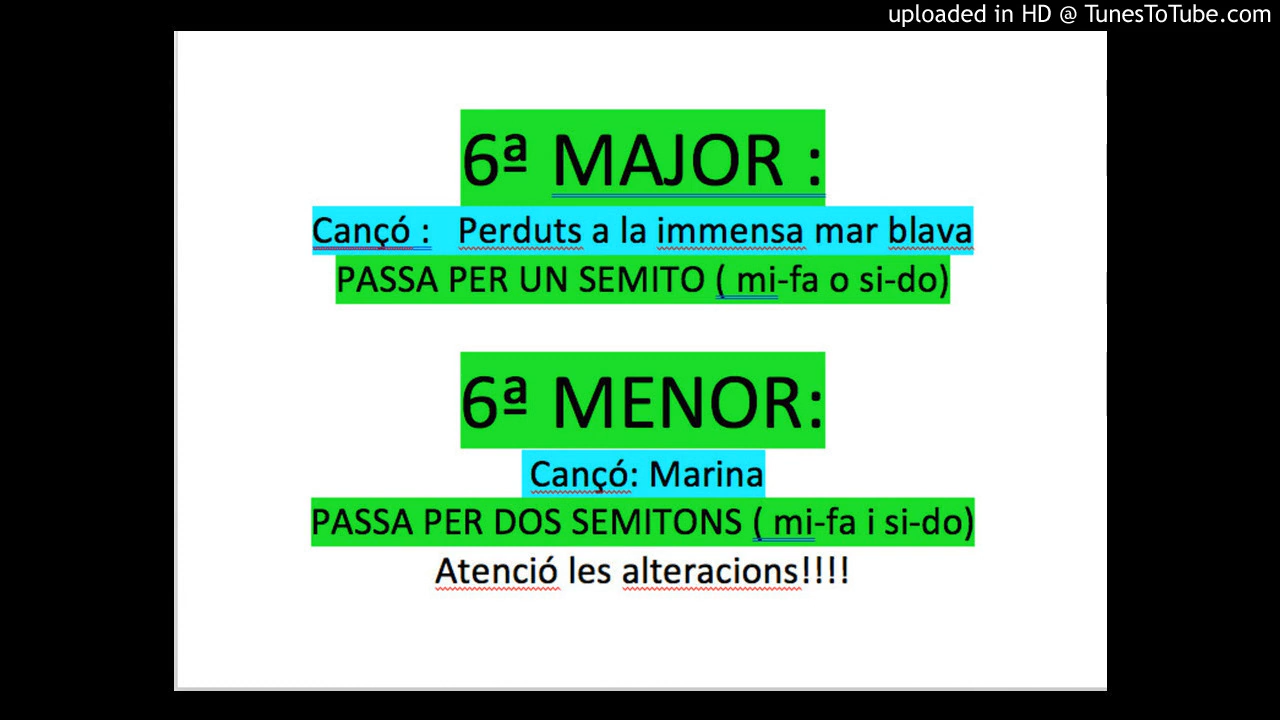 uploaded in HD @ TunesToTube.com
6ª MAJOR :
Cançó : Perduts a la immensa mar blava
PASSA PER UN SEMITO ( mi-fa o si-do)
6ª MENOR:
Cançó: Marina
PASSA PER DOS SEMITONS ( mi-fa i si-do)
Atenció les alteracions!!!!